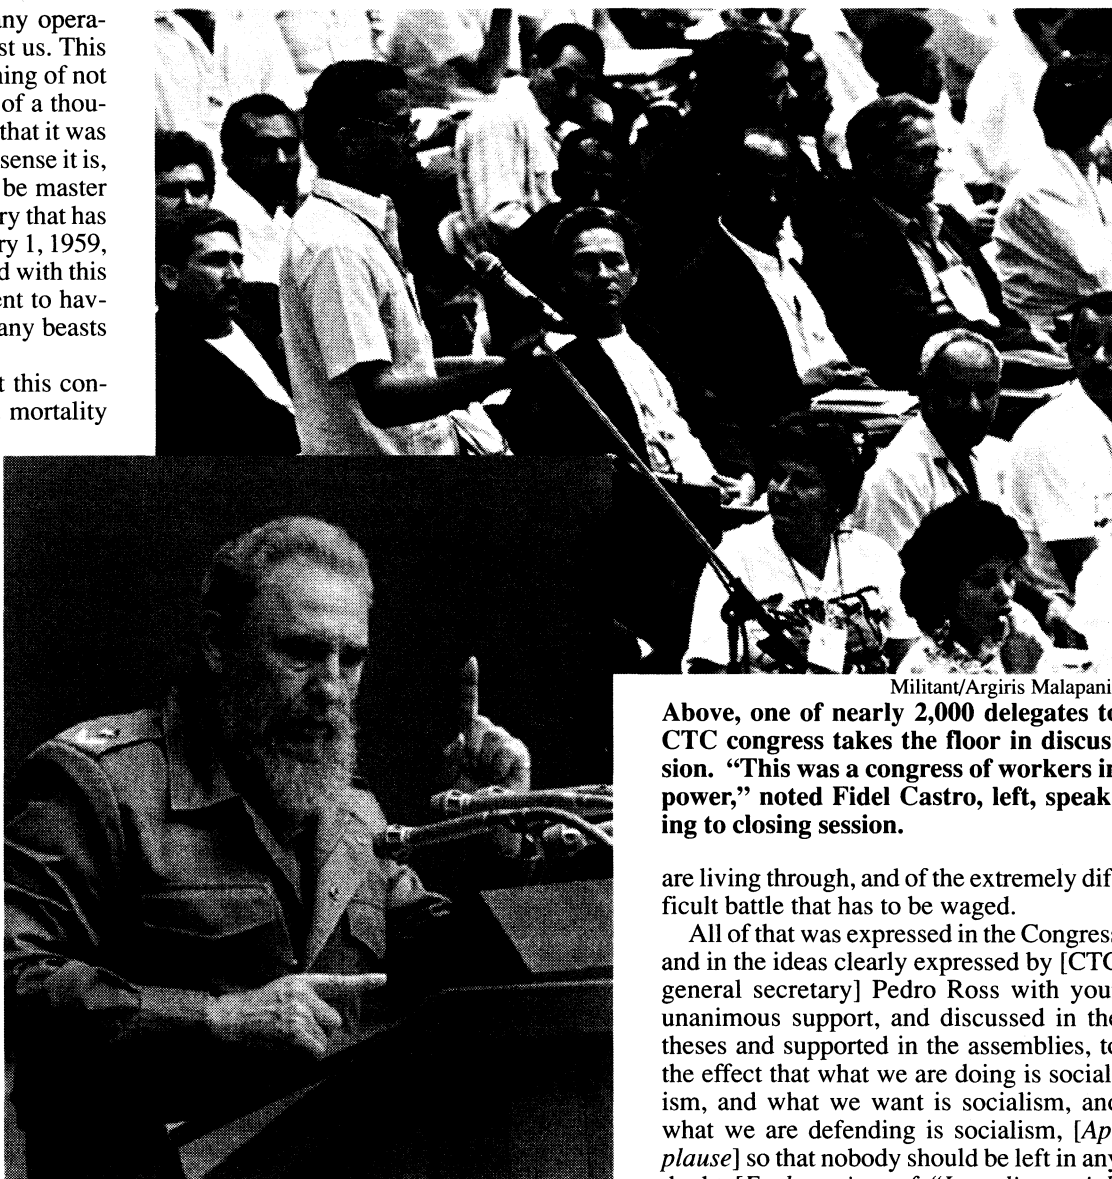 any opera-
st us. This
ing of not
of a thou-
that it was
sense it is,
be master
ry that has
ry 1, 1959,
d with this
ent to hav-
any beasts
t this con-
mortality
Militant/Argiris Malapani
Above, one of nearly 2,000 delegates to
CTC congress takes the floor in discus
sion. “This was a congress of workers in
power,” noted Fidel Castro, left, speak
ing to closing session.
are living through, and of the extremely dif
ficult battle that has to be waged.
All of that was expressed in the Congress
and in the ideas clearly expressed by [CTC
general secretary] Pedro Ross with you
unanimous support, and discussed in the
theses and supported in the assemblies, to
the effect that what we are doing is social
ism, and what we want is socialism, and
what we are defending is socialism, [Ap
plause] so that nobody should be left in any